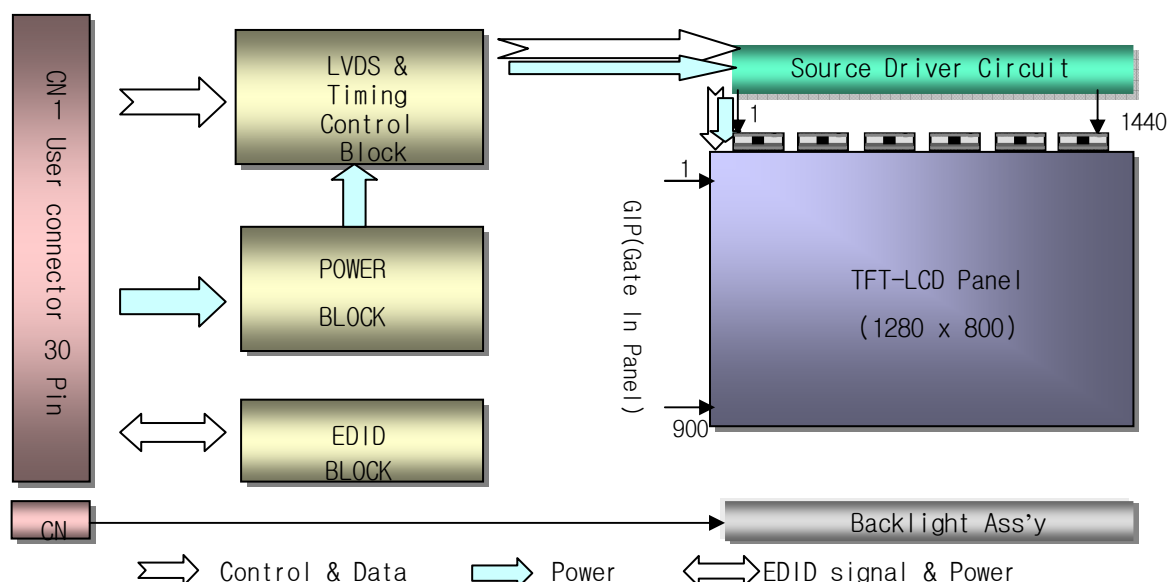 CN-1 User connector 30 Pin
LVDS &
Timing
Control
Block
Source Driver Circuit
1
1440
POWER
BLOCK
1
GIP(Gate In Panel)
900
TFT-LCD Panel
(1280 x 800)
EDID
BLOCK
CN
Backlight Ass'y
Control & Data
Power
EDID signal & Power